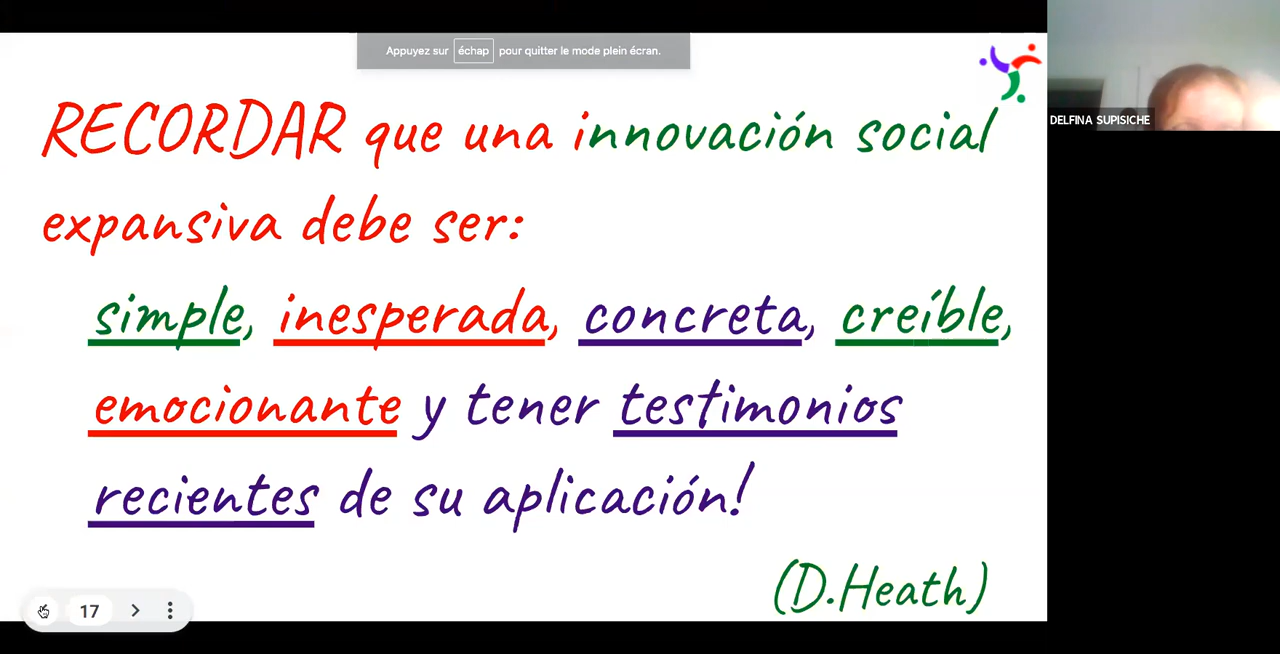 Appuyez sur échap pour quitter le mode plein écran.
DELFINA SUPISICHE
RECORDAR que una innovación social
expansiva debe ser:
simple, inesperada, concreta, creíble,
emocionante y tener testimonios
recientes de su aplicación!
(D.Heath)
17